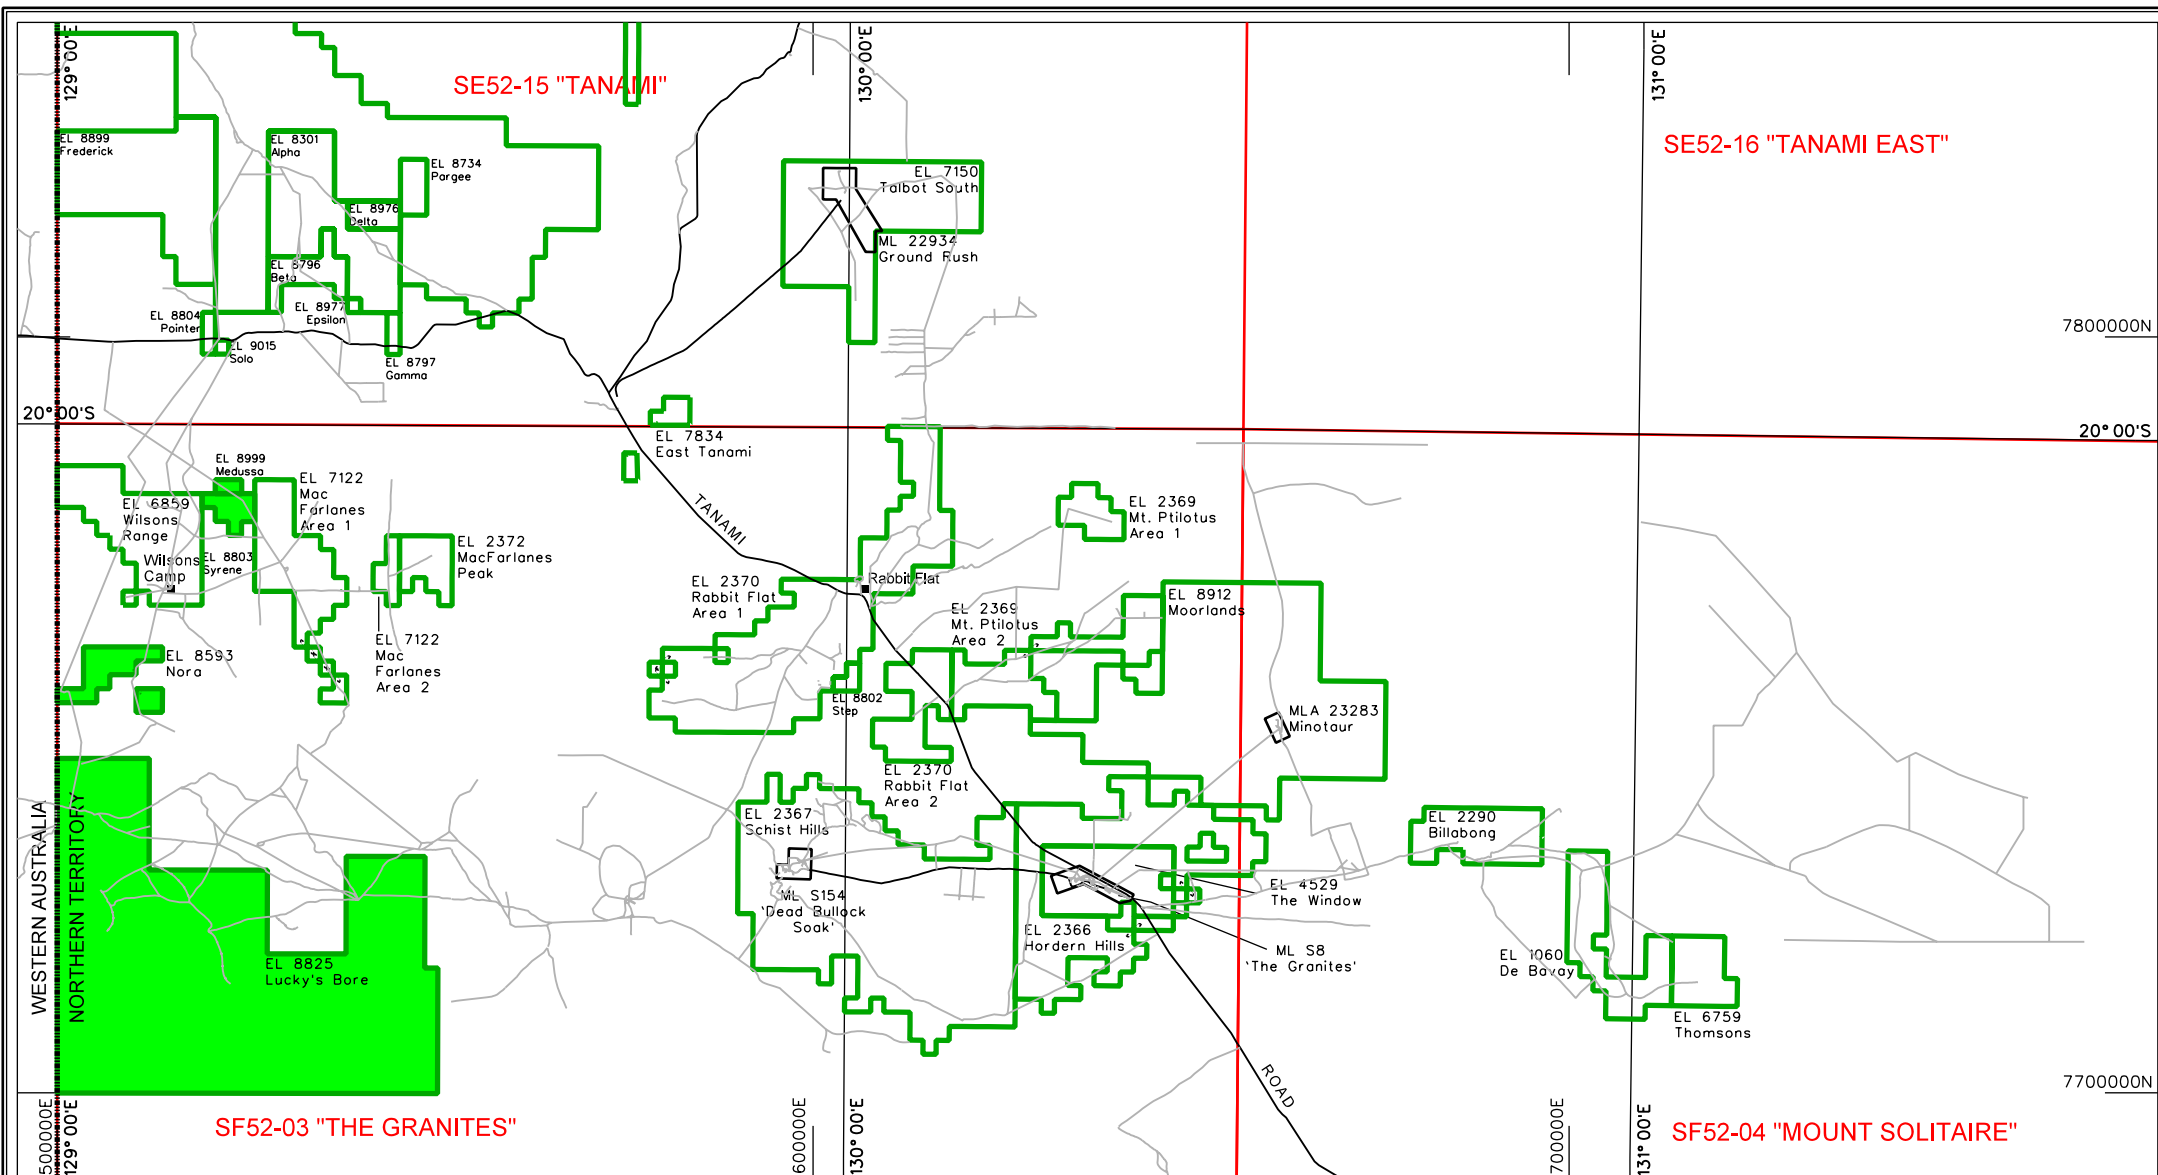 129° 00'E
130° 00'E
131° 00'E
SE52-15 "TANAMI"
SE52-16 "TANAMI EAST"
EL 8899
Frederick
EL 8301
Alpha
EL 8734
Pargee
EL 8976
Delta
EL 7150
Talbot South
ML 22934
Ground Rush
EL 8796
Beta
EL 8977
Epsilon
EL 8804
Pointer
EL 9015
Solo
EL 8797
Gamma
7800000N
20° 00'S
20° 00'S
EL 7834
East Tanami
EL 8999
Medussa
EL 7122
Mac
Farlanes
Area 1
EL 6859
Wilsons
Range
Wilsons
Camp
EL 8803
Syrene
EL 2372
MacFarlanes
Peak
TANAMI
EL 2369
Mt. Ptilotus
Area 1
EL 2370
Rabbit Flat
Area 1
Rabbit Flat
EL 2369
Mt. Ptilotus
Area 2
EL 8912
Moorlands
EL 7122
Mac
Farlanes
Area 2
EL 8593
Nora
EL 8802
Step
MLA 23283
Minotaur
EL 2370
Rabbit Flat
Area 2
EL 2367
Schist Hills
EL 2290
Billabong
WESTERN AUSTRALIA
NORTHERN TERRITORY
ML S154
'Dead Bullock
Soak'
EL 4529
The Window
EL 2366
Hordern Hills
ML S8
'The Granites'
EL 8825
Lucky's Bore
EL 1060
De Bavay
EL 6759
Thomsons
ROAD
7700000N
SF52-03 "THE GRANITES"
SF52-04 "MOUNT SOLITAIRE"
500000E
129° 00'E
600000E
130° 00'E
700000E
131° 00'E